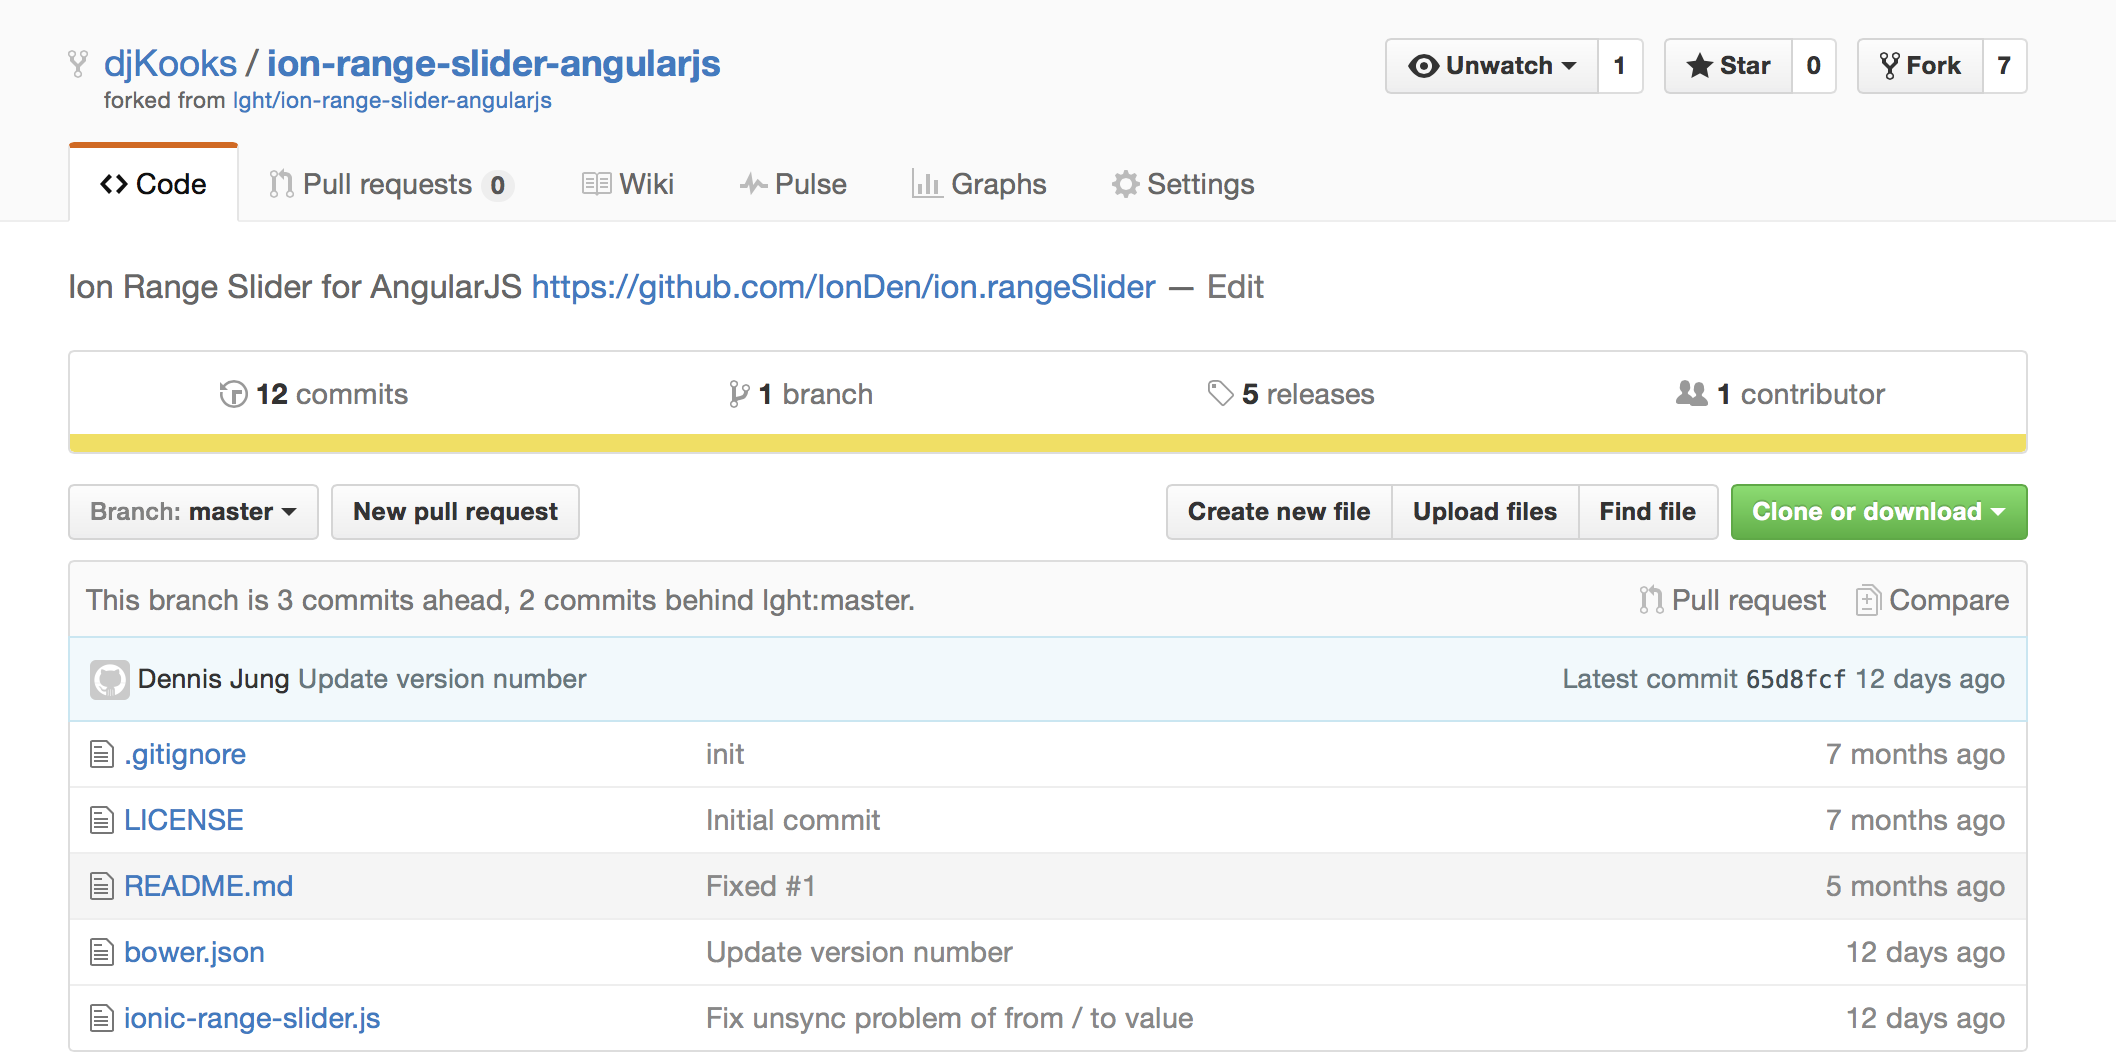 djKooks / ion-range-slider-angularjs
forked from lght/ion-range-slider-angularjs
Unwatch 1 Star 0 Fork 7
Code Pull requests 0 Wiki Pulse Graphs Settings
Ion Range Slider for AngularJS https://github.com/IonDen/ion.rangeSlider — Edit
12 commits 1 branch 5 releases 1 contributor
Branch: master New pull request Create new file Upload files Find file Clone or download
This branch is 3 commits ahead, 2 commits behind lght:master. Pull request Compare
Dennis Jung Update version number Latest commit 65d8fcf 12 days ago
.gitignore init 7 months ago
LICENSE Initial commit 7 months ago
README.md Fixed #1 5 months ago
bower.json Update version number 12 days ago
ionic-range-slider.js Fix unsync problem of from / to value 12 days ago